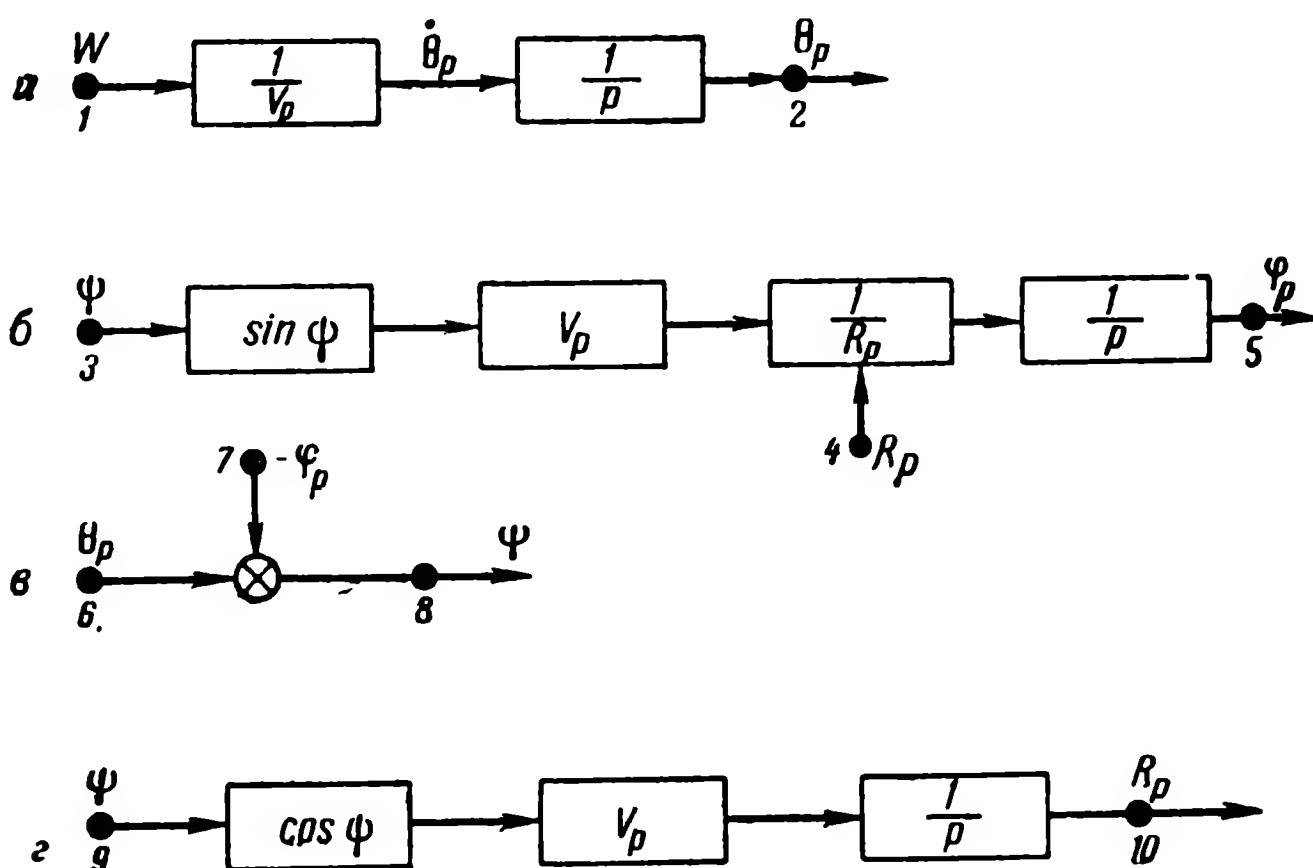 а W 1 1/V_p θ̇_p 1/p θ_p 2
б ψ 3 sin ψ V_p 1/R_p 1/p φ_p 5
4 R_p
7 -φ_p
в θ_p 6. ψ 8
г ψ 9 cos ψ V_p 1/p R_p 10